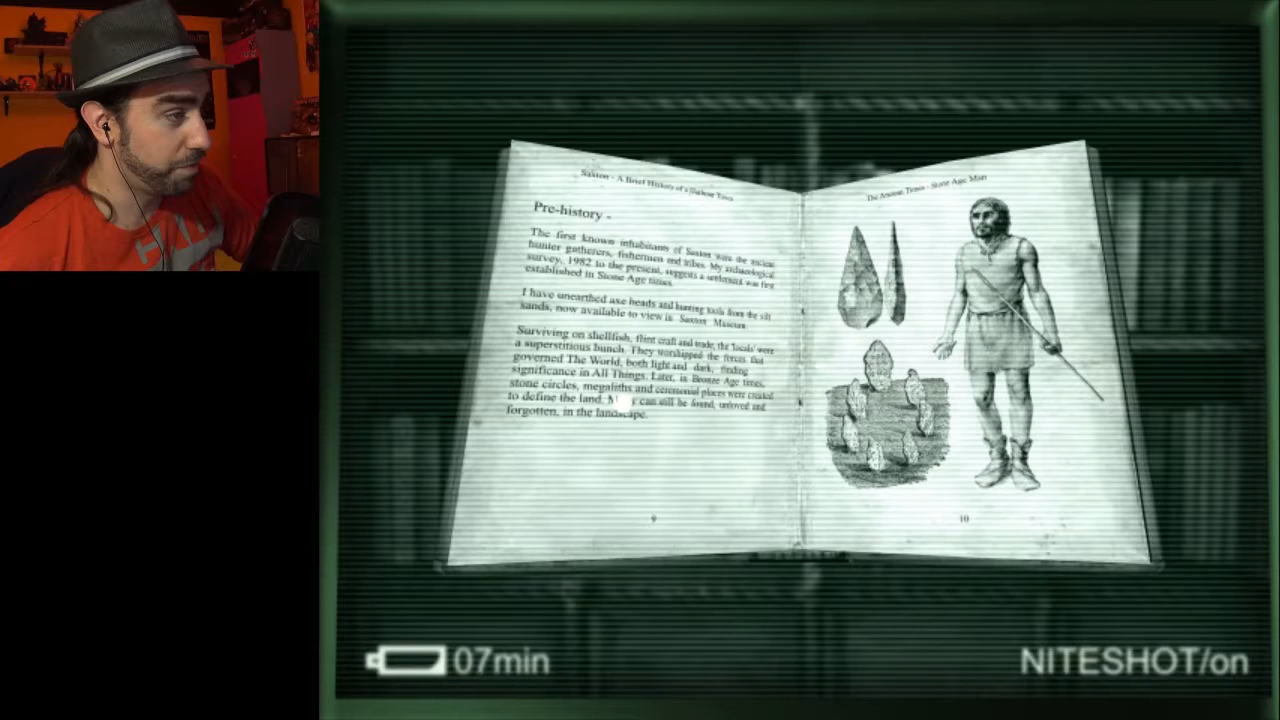 Saxton - A Brief History of a Harbour Town
The Ancient Times - Stone Age Man
Pre-history -
The first known inhabitants of Saxton were the ancient
hunter gatherers, fishermen and tribes. My archaeological
survey, 1982 to the present, suggests a settlement was first
established in Stone Age times.
I have unearthed axe heads and hunting tools from the silt
sands, now available to view in Saxton Museum.
Surviving on shellfish, flint craft and trade, the 'locals' were
a superstitious bunch. They worshipped the forces that
governed The World, both light and dark, finding
significance in All Things. Later, in Bronze Age times,
stone circles, megaliths and ceremonial places were created
to define the land. M y can still be found, unloved and
forgotten, in the landscape.
9
10
07min
NITESHOT/on